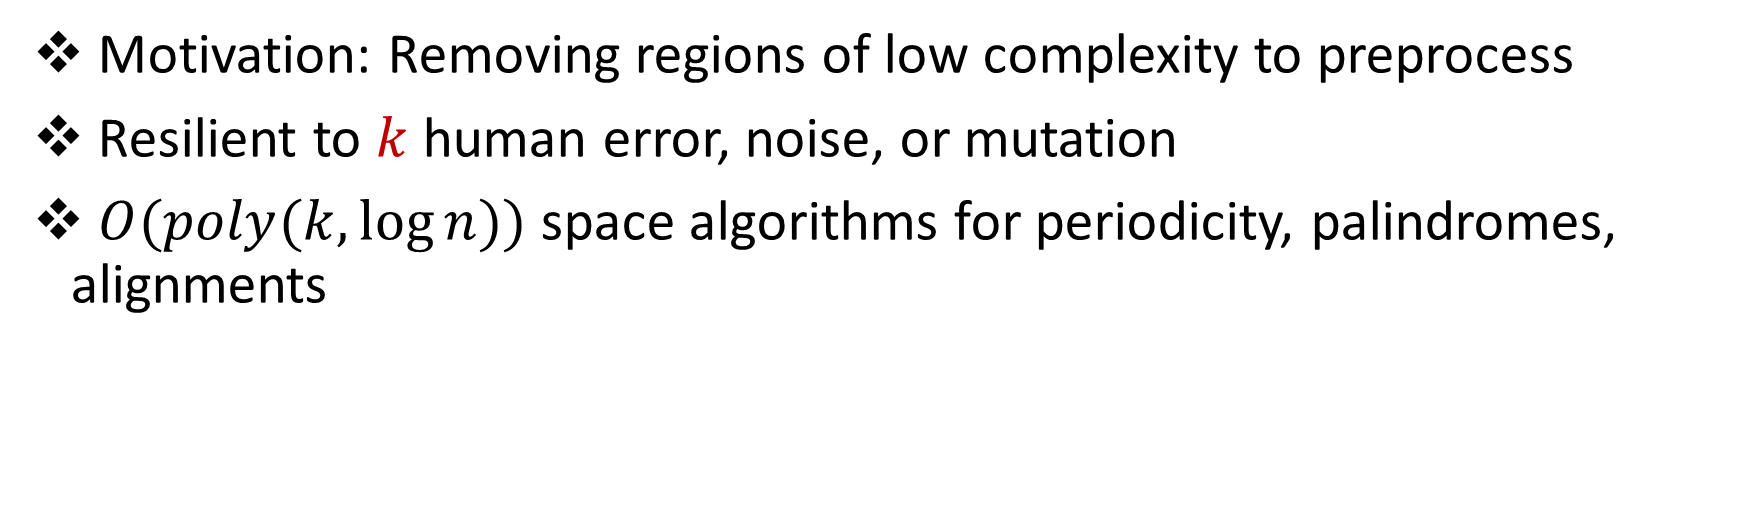 ❖ Motivation: Removing regions of low complexity to preprocess
❖ Resilient to 𝑘 human error, noise, or mutation
❖ 𝑂(𝑝𝑜𝑙𝑦(𝑘, log 𝑛)) space algorithms for periodicity, palindromes,
alignments